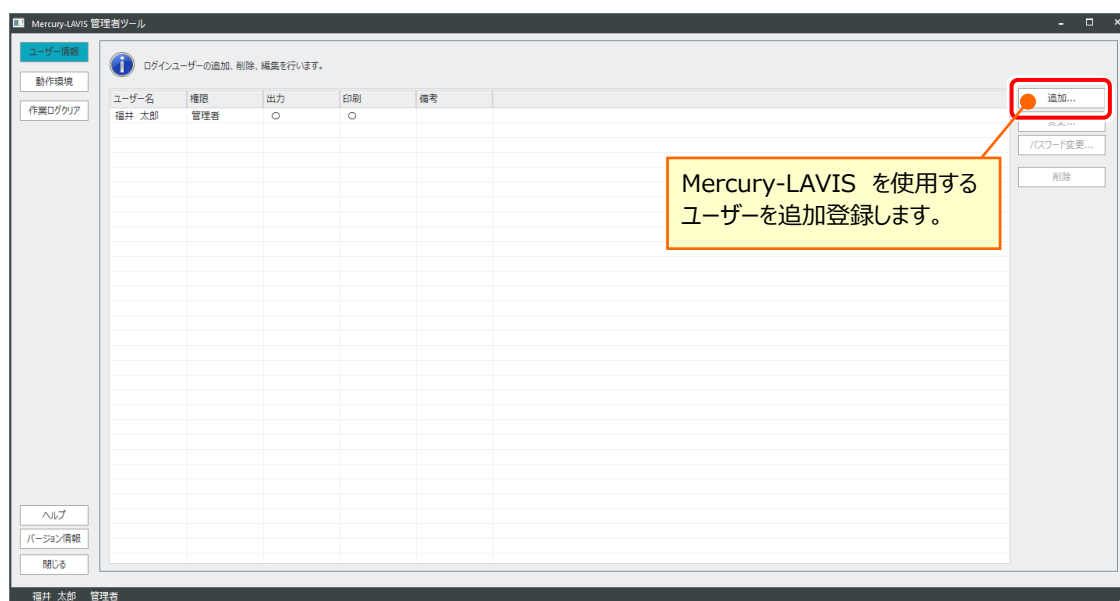 Mercury-LAVIS 管理者ツール
ユーザー情報
動作環境
作業ログクリア
ログインユーザーの追加、削除、編集を行います。
ユーザー名 権限 出力 印刷 備考
福井 太郎 管理者 ○ ○
追加...
変更...
パスワード変更...
削除
Mercury-LAVIS を使用する
ユーザーを追加登録します。
ヘルプ
バージョン情報
閉じる
福井 太郎 管理者